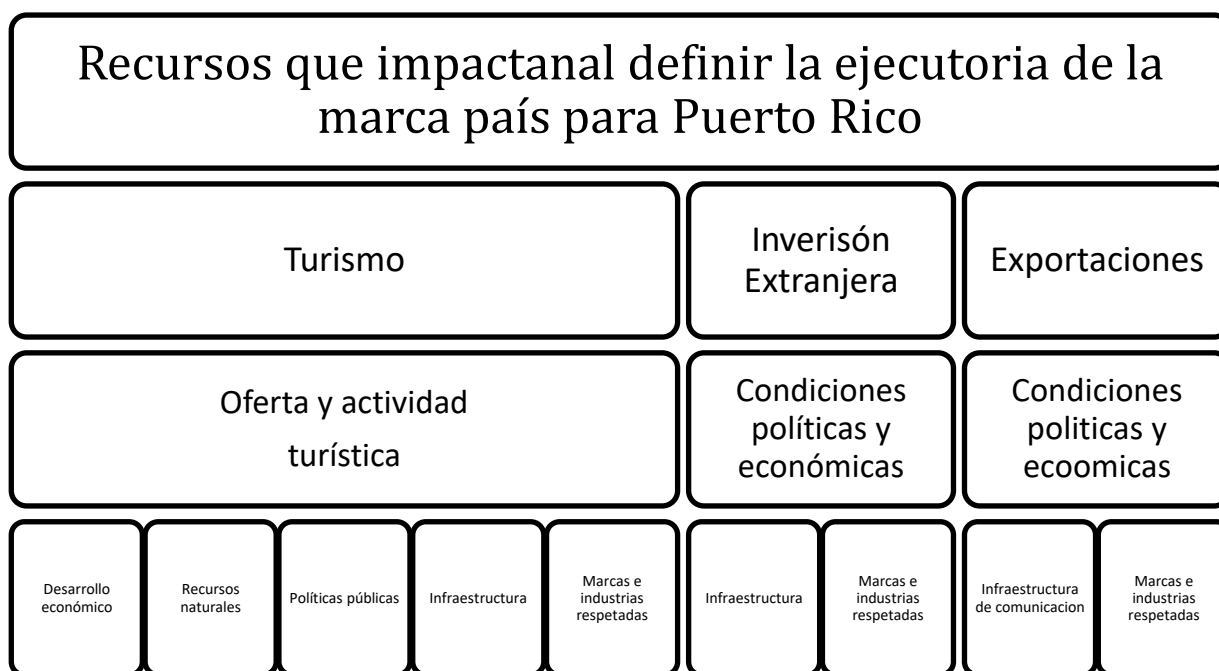 Recursos que impactanal definir la ejecutoria de la
marca país para Puerto Rico
Turismo
Inverisón
Extranjera
Exportaciones
Oferta y actividad
turística
Condiciones
políticas y
económicas
Condiciones
politicas y
ecoomicas
Desarrollo
económico
Recursos
naturales
Políticas públicas
Infraestructura
Marcas e
industrias
respetadas
Infraestructura
Marcas e
industrias
respetadas
Infraestructura
de comunicacion
Marcas e
industrias
respetadas